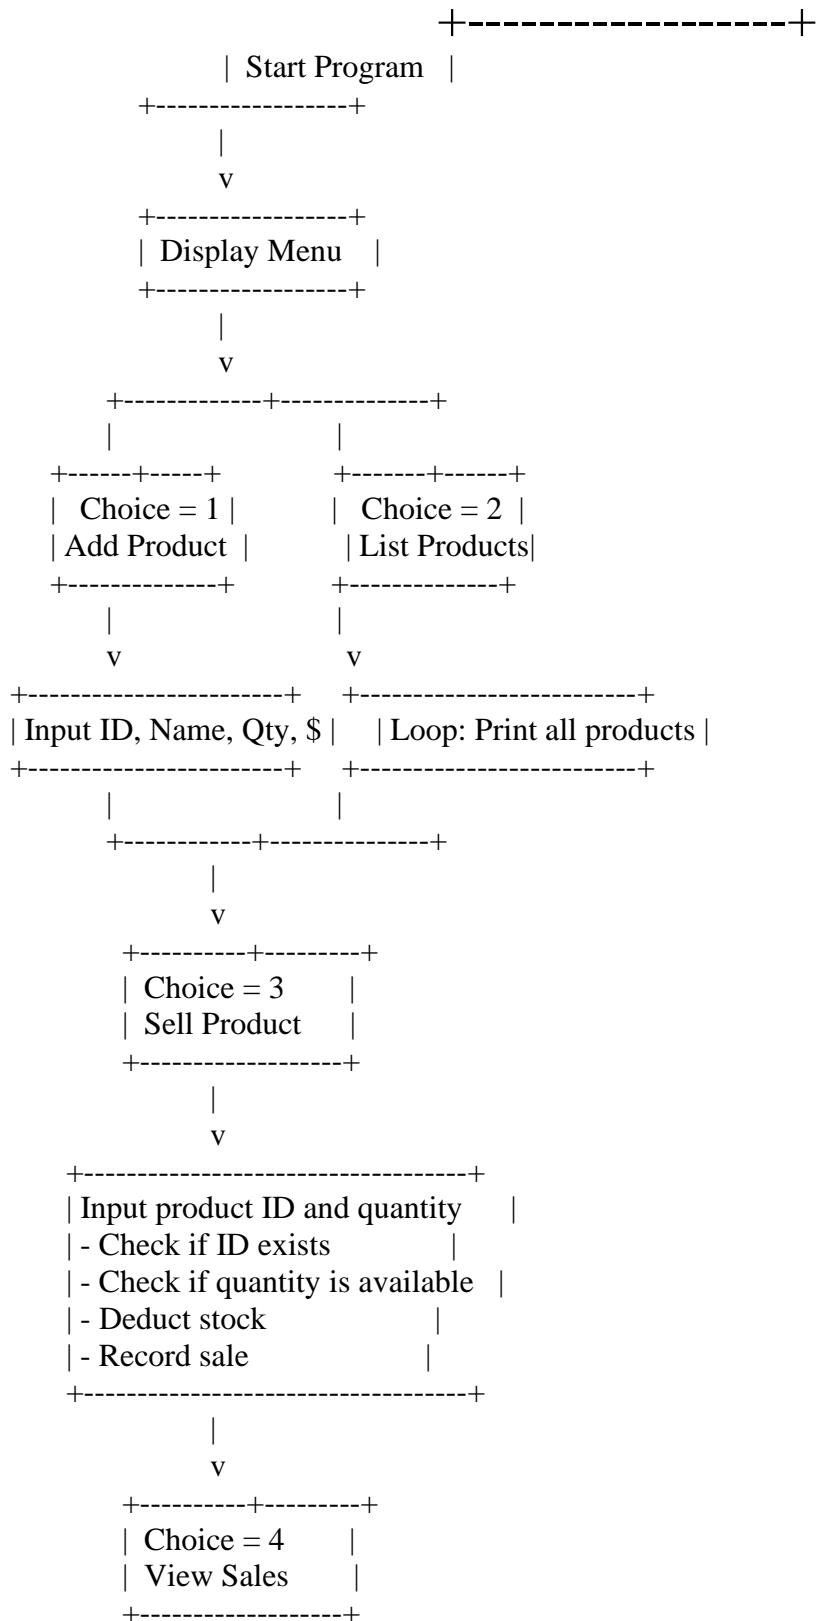 +------------------+
| Start Program |
+------------------+
|
v
+------------------+
| Display Menu |
+------------------+
|
v
+-------------+--------------+
| |
+------+-----+ +-------+------+
| Choice = 1 | | Choice = 2 |
| Add Product | | List Products|
+--------------+ +--------------+
| |
v v
+------------------------+ +--------------------------+
| Input ID, Name, Qty, $ | | Loop: Print all products |
+------------------------+ +--------------------------+
| |
+------------+---------------+
|
v
+----------+---------+
| Choice = 3 |
| Sell Product |
+-------------------+
|
v
+------------------------------------+
| Input product ID and quantity |
| - Check if ID exists |
| - Check if quantity is available |
| - Deduct stock |
| - Record sale |
+------------------------------------+
|
v
+----------+---------+
| Choice = 4 |
| View Sales |
+-------------------+